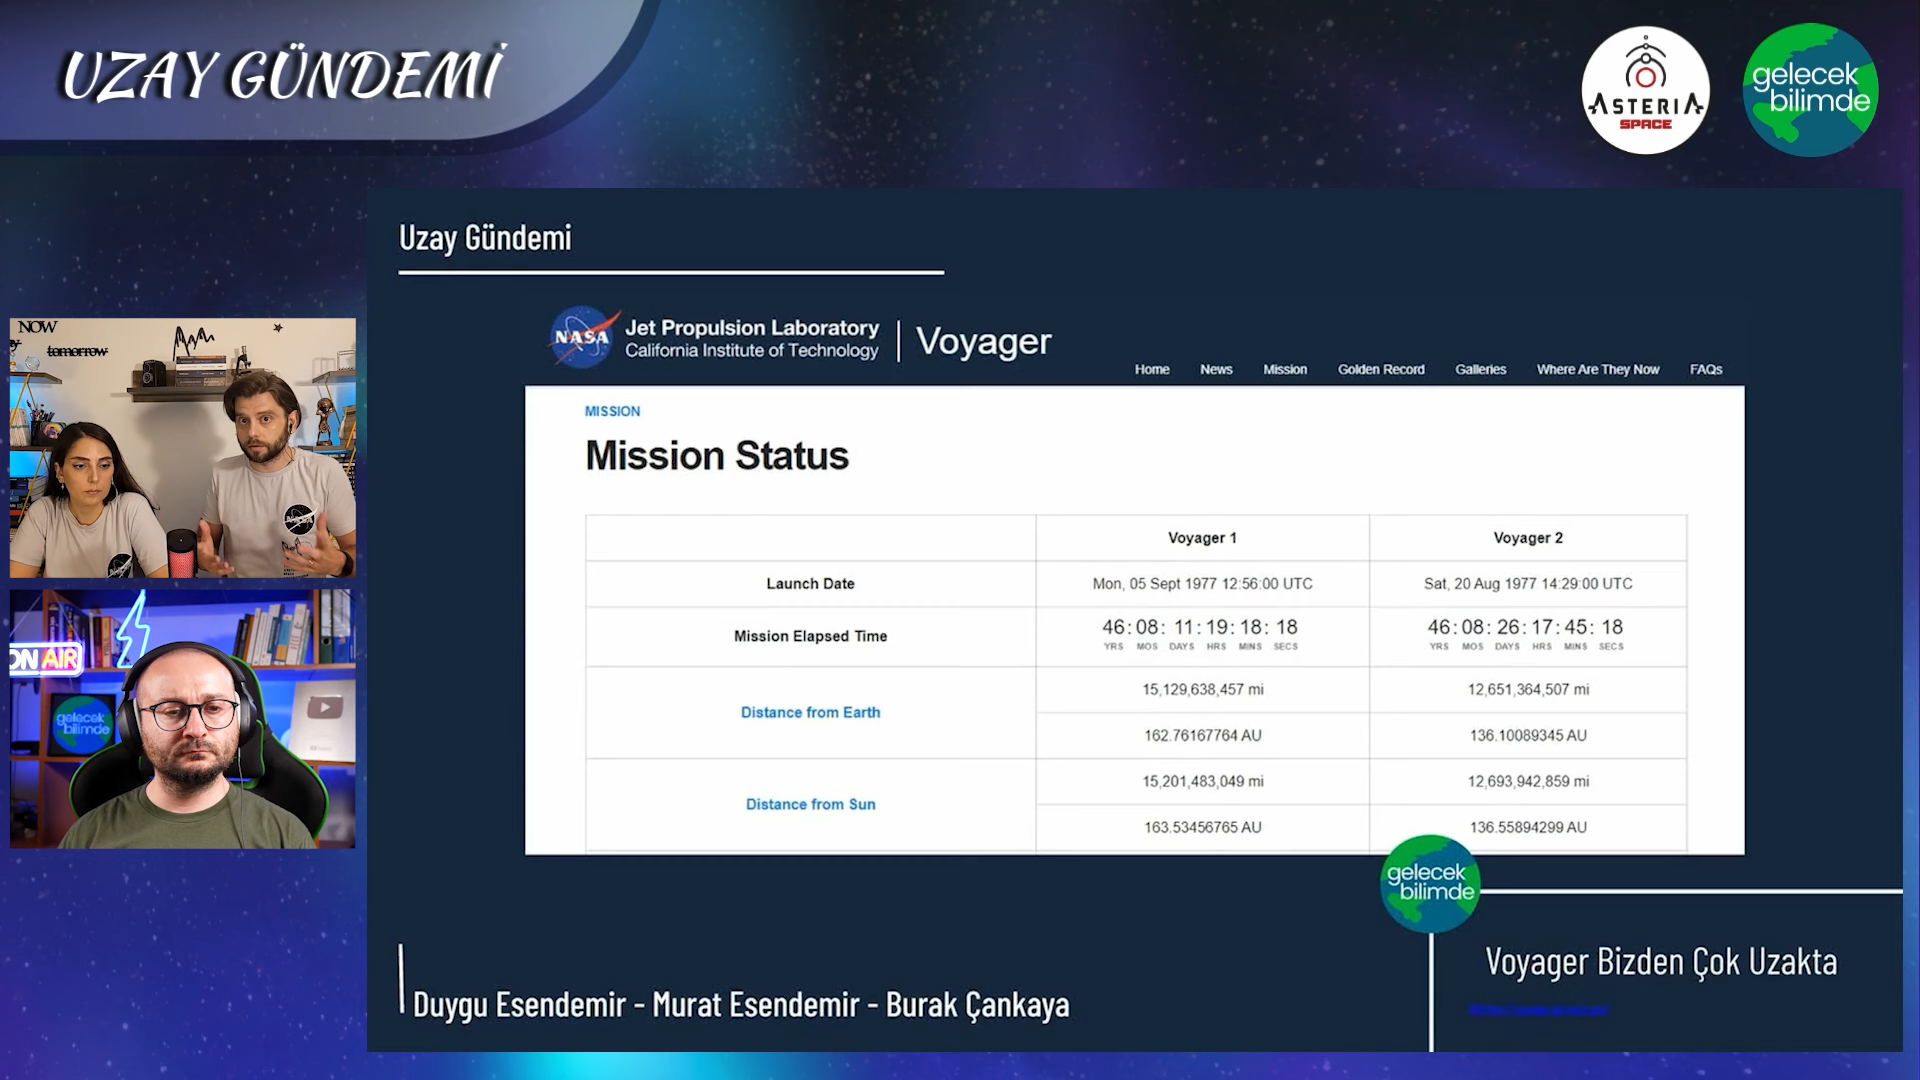 UZAY GÜNDEMİ
ASTERIA
SPACE
gelecek
bilimde
Uzay Gündemi
NASA
Jet Propulsion Laboratory
California Institute of Technology
Voyager
Home News Mission Golden Record Galleries Where Are They Now FAQs
MISSION
Mission Status
Voyager 1 Voyager 2
Launch Date Mon, 05 Sept 1977 12:56:00 UTC Sat, 20 Aug 1977 14:29:00 UTC
Mission Elapsed Time 46:08:11:19:18:18 46:08:26:17:45:18
YRS MOS DAYS HRS MINS SECS YRS MOS DAYS HRS MINS SECS
Distance from Earth 15,129,638,457 mi 12,651,364,507 mi
162.76167764 AU 136.10089345 AU
Distance from Sun 15,201,483,049 mi 12,693,942,859 mi
163.53456765 AU 136.55894299 AU
gelecek
bilimde
Voyager Bizden Çok Uzakta
Duygu Esendemir - Murat Esendemir - Burak Çankaya
NOW
tomorrow
NASA
ON AIR
gelecek
bilimde